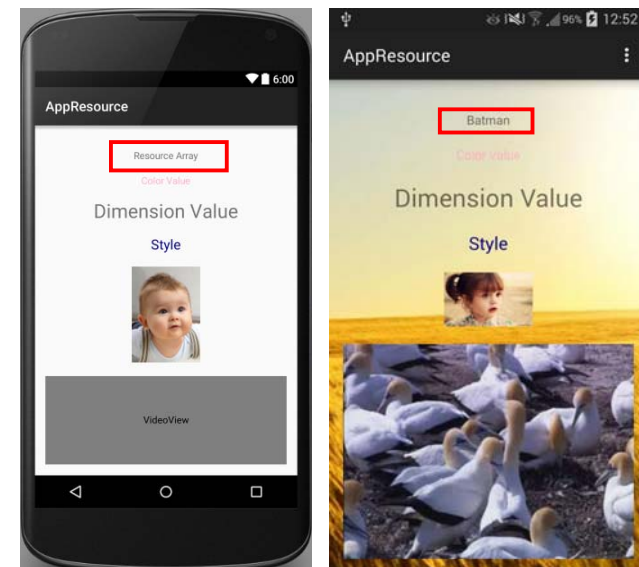 6:00
AppResource
Resource Array
Color Value
Dimension Value
Style
VideoView
96% 12:52
AppResource
Batman
Color value
Dimension Value
Style